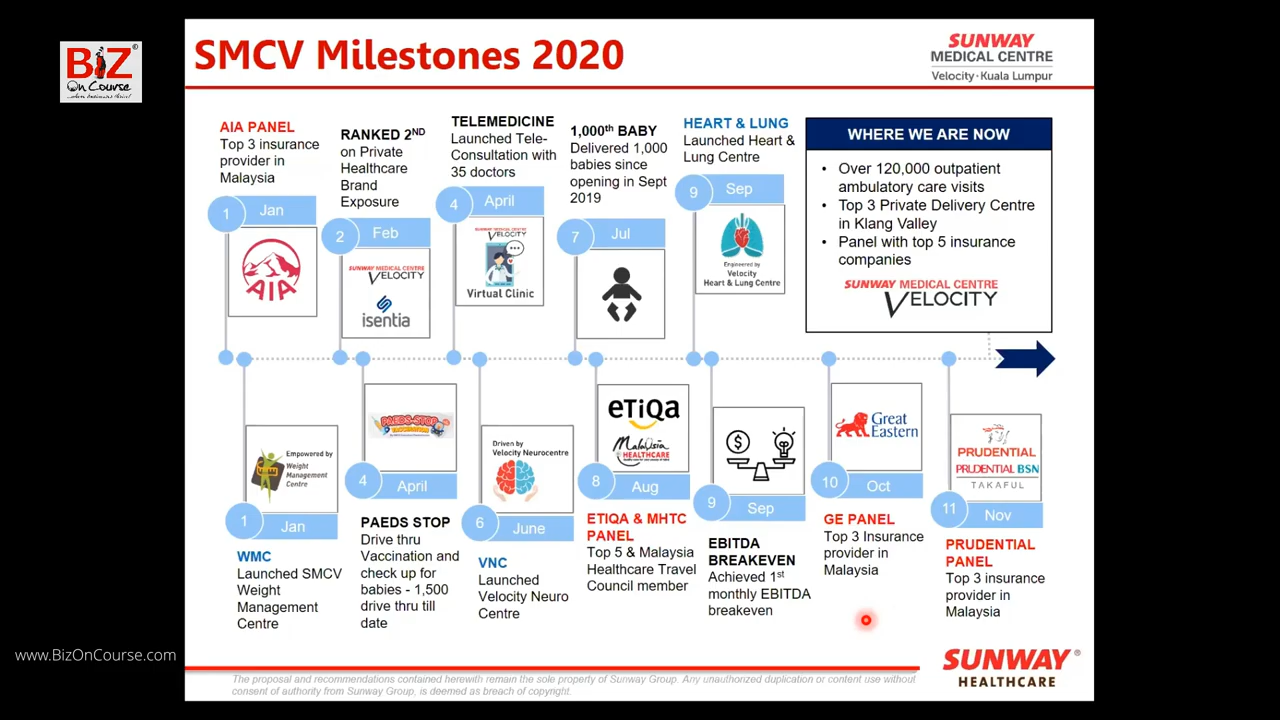 BiZ
On Course
...where businesses thrive!
SMCV Milestones 2020
SUNWAY
MEDICAL CENTRE
Velocity • Kuala Lumpur
AIA PANEL
Top 3 insurance
provider in
Malaysia
1 Jan
AIA
RANKED 2ND
on Private
Healthcare
Brand
Exposure
2 Feb
SUNWAY MEDICAL CENTRE
VELOCITY
isentia
TELEMEDICINE
Launched Tele-
Consultation with
35 doctors
4 April
SUNWAY MEDICAL CENTRE
VELOCITY
Virtual Clinic
1,000th BABY
Delivered 1,000
babies since
opening in Sept
2019
7 Jul
HEART & LUNG
Launched Heart &
Lung Centre
9 Sep
Engineered by
Velocity
Heart & Lung Centre
WHERE WE ARE NOW
• Over 120,000 outpatient
ambulatory care visits
• Top 3 Private Delivery Centre
in Klang Valley
• Panel with top 5 insurance
companies
SUNWAY MEDICAL CENTRE
VELOCITY
Empowered by
Weight
Management
Centre
1 Jan
WMC
Launched SMCV
Weight
Management
Centre
PAEDS-STOP
4 April
PAEDS STOP
Drive thru
Vaccination and
check up for
babies - 1,500
drive thru till
date
Driven by
Velocity Neurocentre
6 June
VNC
Launched
Velocity Neuro
Centre
eTiQa
Malaysia
HEALTHCARE
8 Aug
ETIQA & MHTC
PANEL
Top 5 & Malaysia
Healthcare Travel
Council member
$
9 Sep
EBITDA
BREAKEVEN
Achieved 1st
monthly EBITDA
breakeven
Great
Eastern
10 Oct
GE PANEL
Top 3 Insurance
provider in
Malaysia
PRUDENTIAL
PRUDENTIAL BSN
TAKAFUL
11 Nov
PRUDENTIAL
PANEL
Top 3 insurance
provider in
Malaysia
www.BizOnCourse.com
SUNWAY®
HEALTHCARE
The proposal and recommendations contained herewith remain the sole property of Sunway Group. Any unauthorized duplication or content use without
consent of authority from Sunway Group, is deemed as breach of copyright.